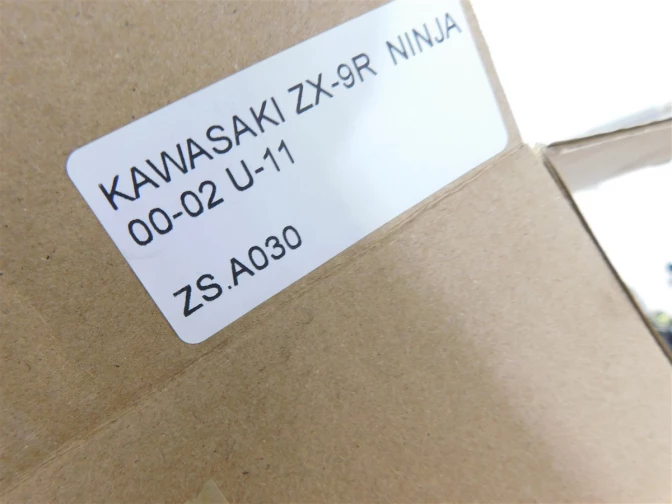 KAWASAKI ZX-9R NINJA
00-02 U-11
ZS.A030